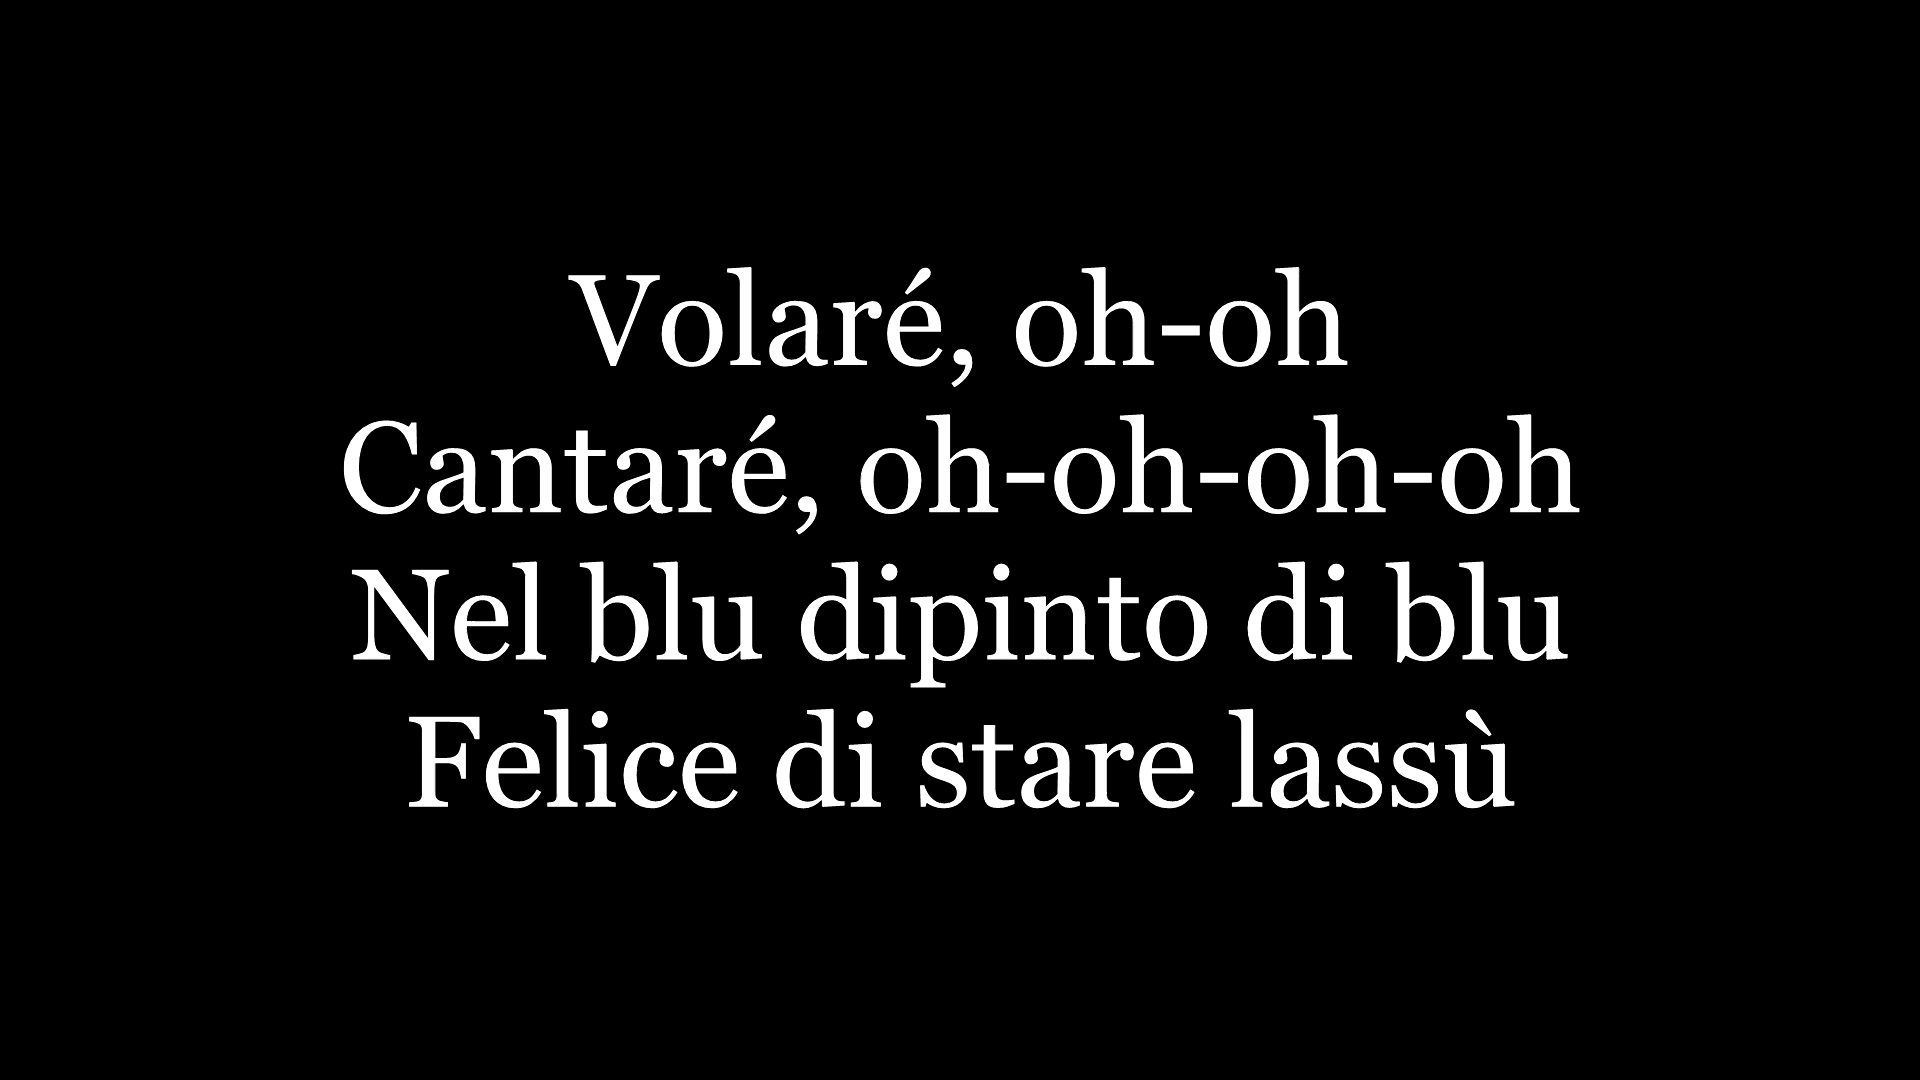 Volaré, oh-oh
Cantaré, oh-oh-oh-oh
Nel blu dipinto di blu
Felice di stare lassù